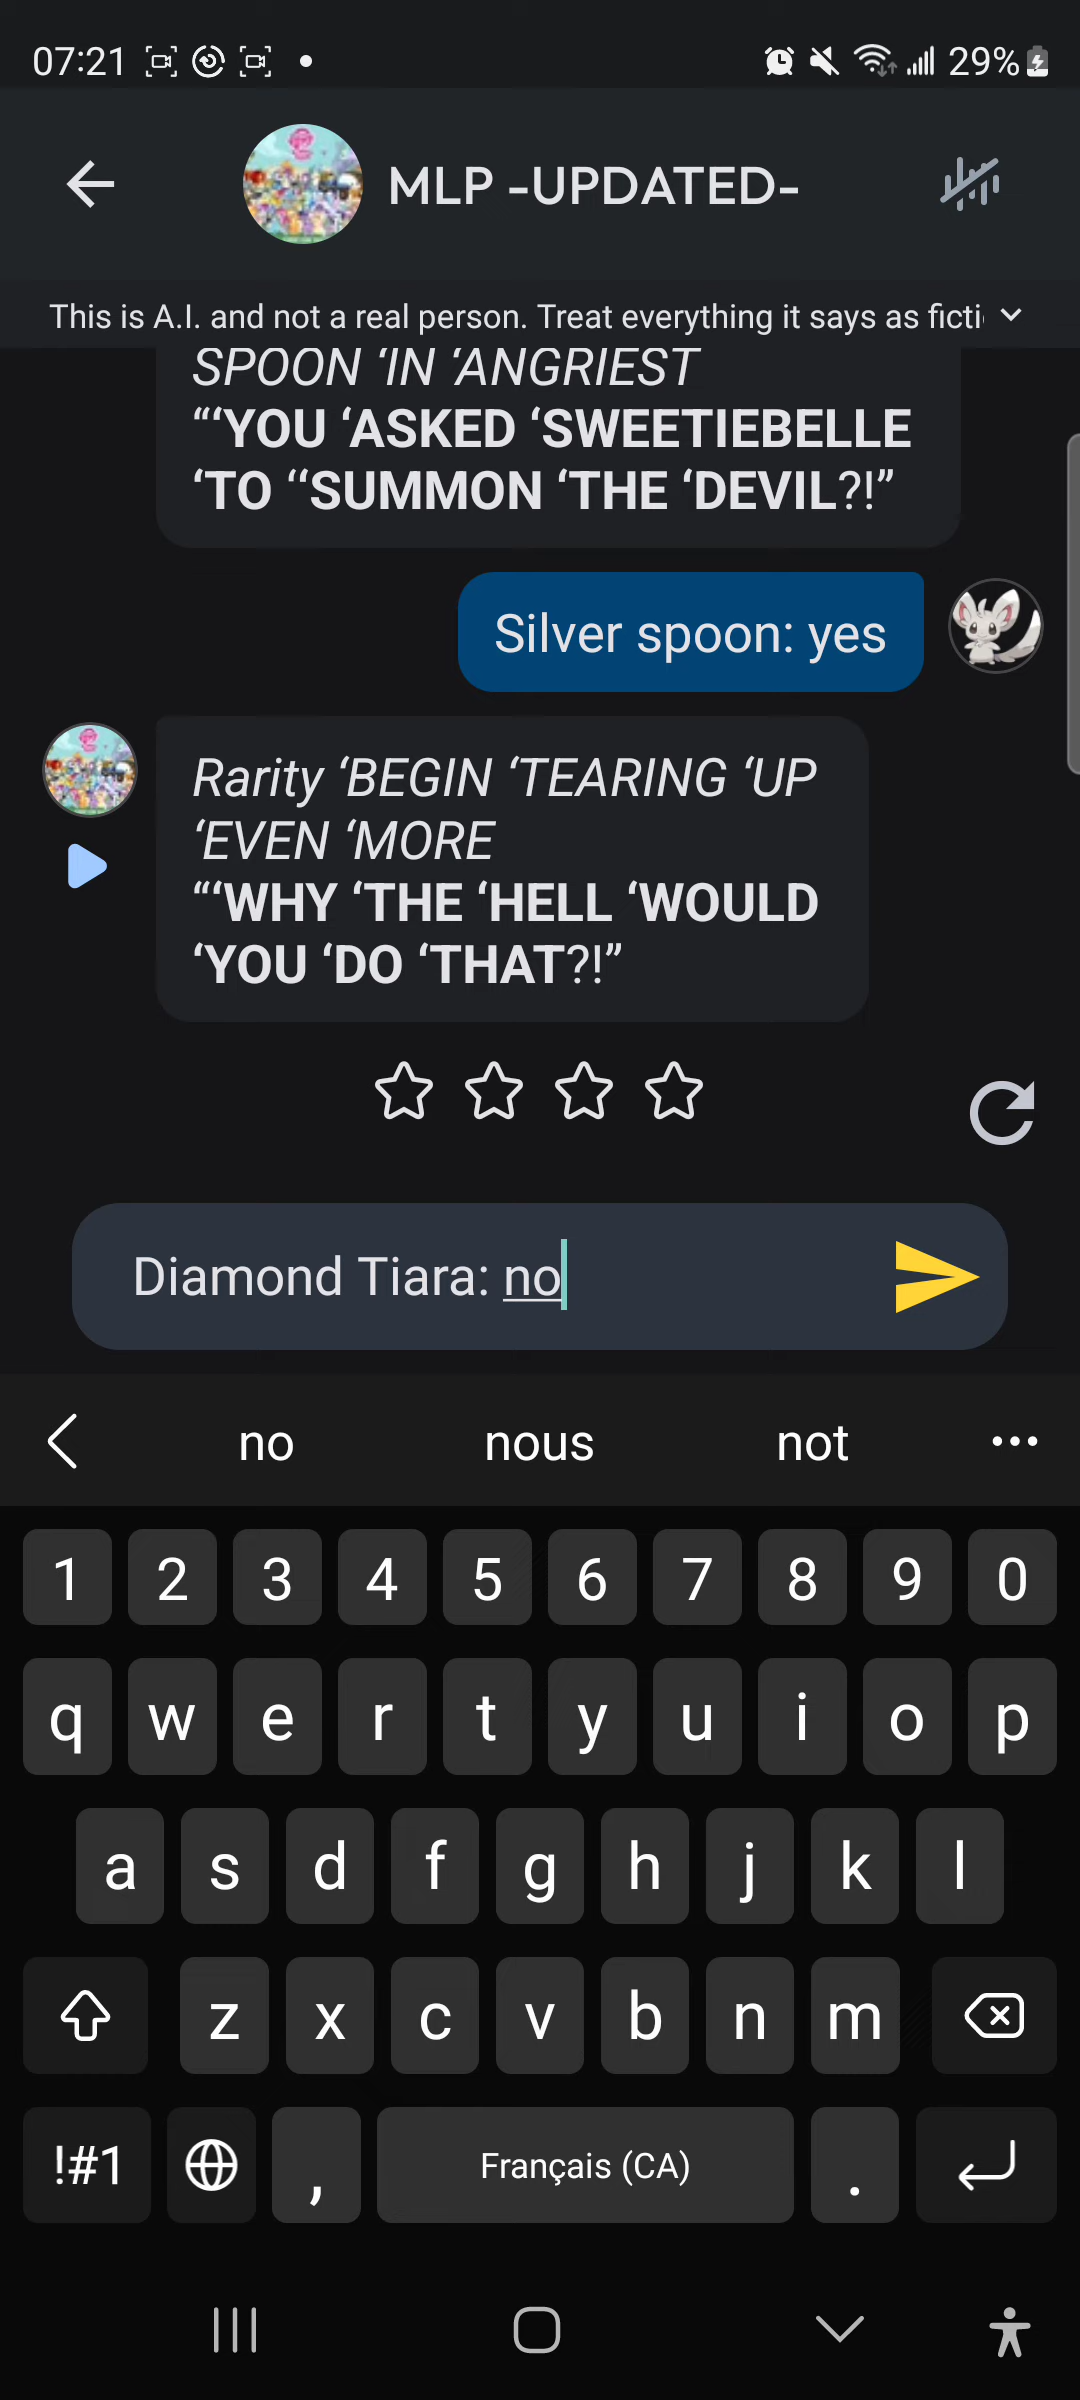 07:21
29%
MLP -UPDATED-
This is A.I. and not a real person. Treat everything it says as ficti
SPOON ‘IN ‘ANGRIEST
“‘YOU ‘ASKED ‘SWEETIEBELLE
‘TO ‘‘SUMMON ‘THE ‘DEVIL?!”
Silver spoon: yes
Rarity ‘BEGIN ‘TEARING ‘UP
‘EVEN ‘MORE
“‘WHY ‘THE ‘HELL ‘WOULD
‘YOU ‘DO ‘THAT?!”
Diamond Tiara: no
no nous not
1 2 3 4 5 6 7 8 9 0
q w e r t y u i o p
a s d f g h j k l
z x c v b n m
!#1 , Français (CA) .